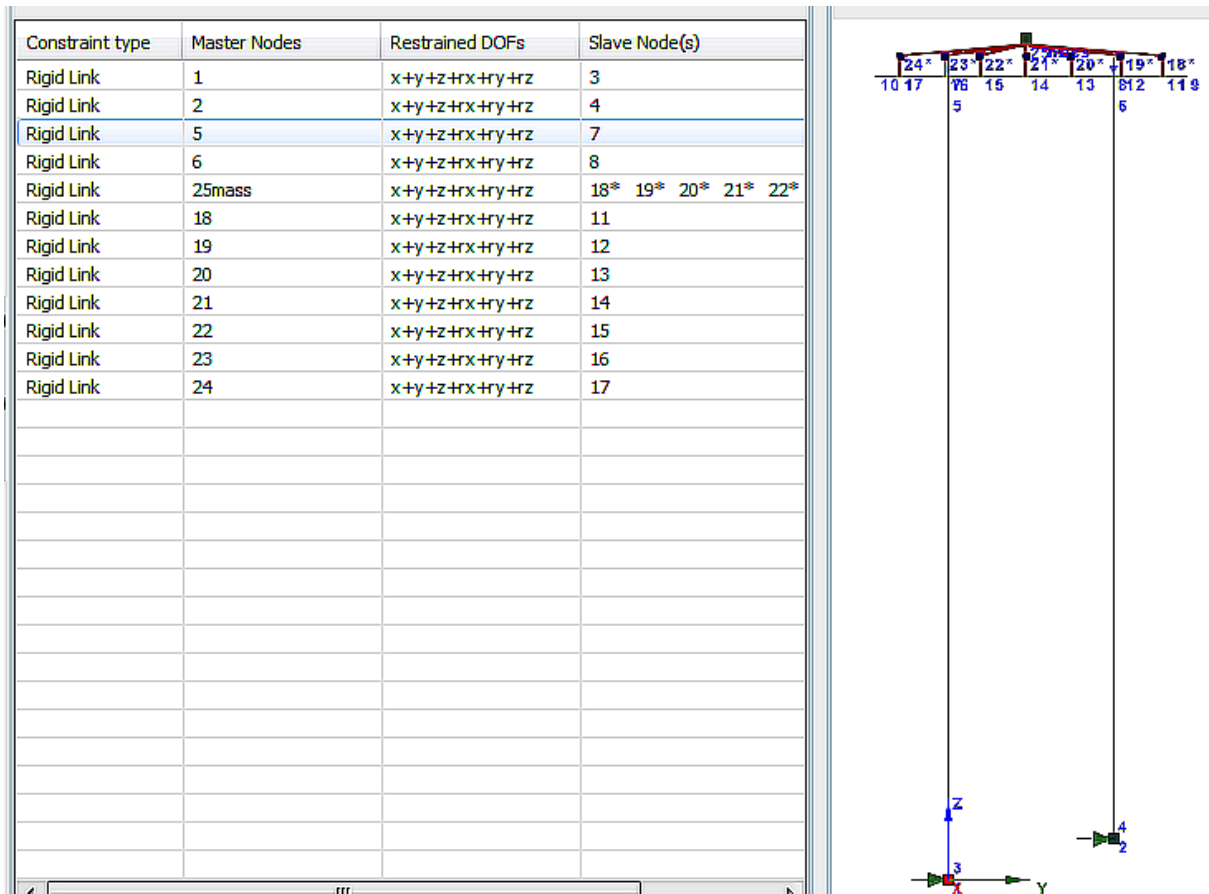 Constraint type Master Nodes Restrained DOFs Slave Node(s)
Rigid Link 1 x+y+z+rx+ry+rz 3
Rigid Link 2 x+y+z+rx+ry+rz 4
Rigid Link 5 x+y+z+rx+ry+rz 7
Rigid Link 6 x+y+z+rx+ry+rz 8
Rigid Link 25mass x+y+z+rx+ry+rz 18* 19* 20* 21* 22*
Rigid Link 18 x+y+z+rx+ry+rz 11
Rigid Link 19 x+y+z+rx+ry+rz 12
Rigid Link 20 x+y+z+rx+ry+rz 13
Rigid Link 21 x+y+z+rx+ry+rz 14
Rigid Link 22 x+y+z+rx+ry+rz 15
Rigid Link 23 x+y+z+rx+ry+rz 16
Rigid Link 24 x+y+z+rx+ry+rz 17
24* 23* 22* 21* 20* 19* 18*
10 17 15 14 13 812 11 9
5 6
Z
4
2
3
X Y